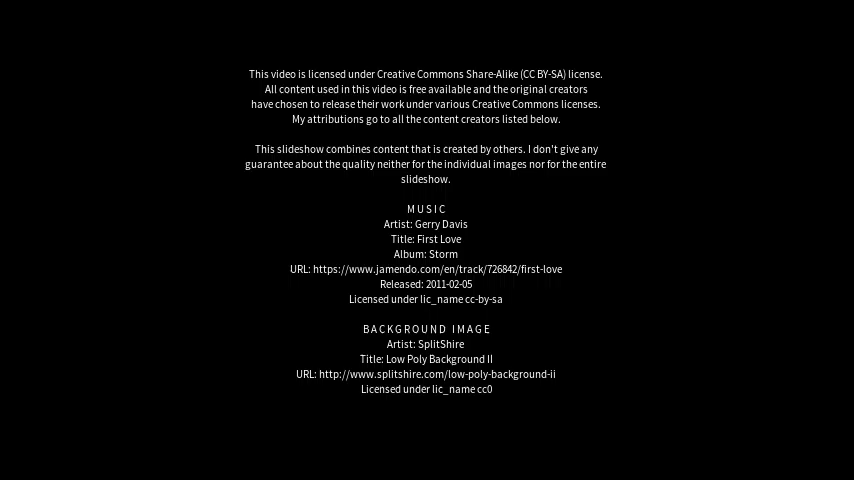 This video is licensed under Creative Commons Share-Alike (CC BY-SA) license.
All content used in this video is free available and the original creators
have chosen to release their work under various Creative Commons licenses.
My attributions go to all the content creators listed below.
This slideshow combines content that is created by others. I don't give any
guarantee about the quality neither for the individual images nor for the entire
slideshow.
MUSIC
Artist: Gerry Davis
Title: First Love
Album: Storm
URL: https://www.jamendo.com/en/track/726842/first-love
Released: 2011-02-05
Licensed under lic_name cc-by-sa
BACKGROUND IMAGE
Artist: SplitShire
Title: Low Poly Background II
URL: http://www.splitshire.com/low-poly-background-ii
Licensed under lic_name cc0